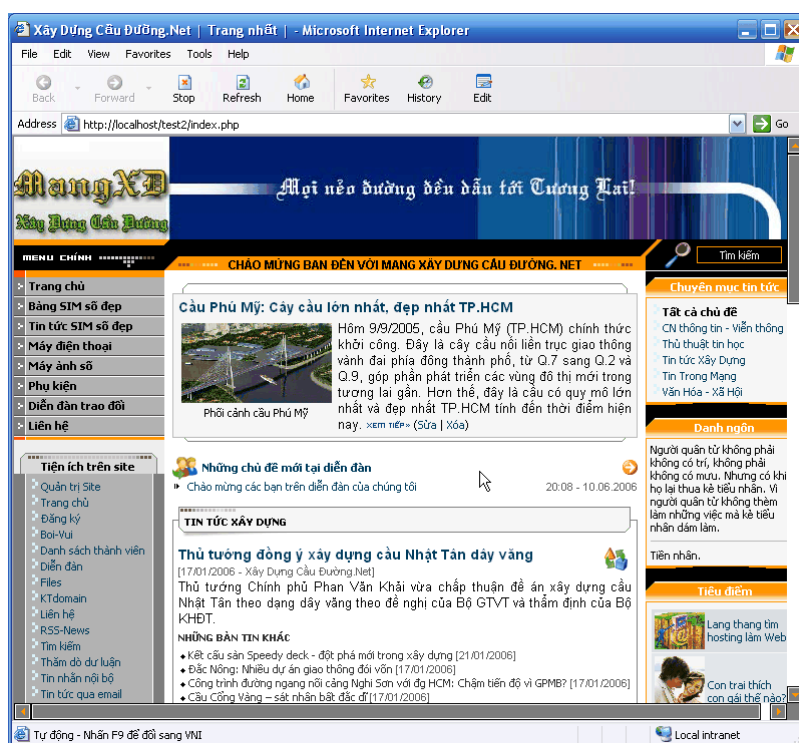 Xây Dựng Cầu Đường.Net | Trang nhất | - Microsoft Internet Explorer
File Edit View Favorites Tools Help
Back Forward Stop Refresh Home Favorites History Edit
Address http://localhost/test2/index.php Go
MangXD
Xây Dựng Cầu Đường
Mọi nẻo đường đều dẫn tới Tương Lai!
MENU CHÍNH
CHÀO MỪNG BẠN ĐẾN VỚI MẠNG XÂY DỰNG CẦU ĐƯỜNG. NET
Tìm kiếm
Trang chủ
Bảng SIM số đẹp
Tin tức SIM số đẹp
Máy điện thoại
Máy ảnh số
Phụ kiện
Diễn đàn trao đổi
Liên hệ
Tiện ích trên site
Quản trị Site
Trang chủ
Đăng ký
Boi-Vui
Danh sách thành viên
Diễn đàn
Files
KTdomain
Liên hệ
RSS-News
Tìm kiếm
Thăm dò dư luận
Tin nhắn nội bộ
Tin tức qua email
Cầu Phú Mỹ: Cây cầu lớn nhất, đẹp nhất TP.HCM
Hôm 9/9/2005, cầu Phú Mỹ (TP.HCM) chính thức
khởi công. Đây là cây cầu nối liền trục giao thông
vành đai phía đông thành phố, từ Q.7 sang Q.2 và
Q.9, góp phần phát triển các vùng đô thị mới trong
tương lai gần. Hơn thế, đây là cầu có quy mô lớn
nhất và đẹp nhất TP.HCM tính đến thời điểm hiện
nay. XEM TIẾP» (Sửa | Xóa)
Phối cảnh cầu Phú Mỹ
Những chủ đề mới tại diễn đàn
Chào mừng các bạn trên diễn đàn của chúng tôi 20:08 - 10.06.2006
TIN TỨC XÂY DỰNG
Thủ tướng đồng ý xây dựng cầu Nhật Tân dây văng
[17/01/2006 - Xây Dựng Cầu Đường.Net]
Thủ tướng Chính phủ Phan Văn Khải vừa chấp thuận đề án xây dựng cầu
Nhật Tân theo dạng dây văng theo đề nghị của Bộ GTVT và thẩm định của Bộ
KHĐT.
NHỮNG BẢN TIN KHÁC
Kết cấu sàn Speedy deck - đột phá mới trong xây dựng [21/01/2006]
Đắc Nông: Nhiều dự án giao thông đói vốn [17/01/2006]
Công trình đường ngang nối cảng Nghi Sơn với đg HCM: Chậm tiến độ vì GPMB? [17/01/2006]
Cầu Cổng Vàng – sát nhân bất đắc dĩ [17/01/2006]
Chuyên mục tin tức
Tất cả chủ đề
CN thông tin - Viễn thông
Thủ thuật tin học
Tin tức Xây Dựng
Tin Trong Mạng
Văn Hóa - Xã Hội
Danh ngôn
Người quân tử không phải
không có trí, không phải
không có mưu. Nhưng có khi
họ lại thua kẻ tiểu nhân. Vì
người quân tử không thèm
làm những việc mà kẻ tiểu
nhân dám làm.
Tiền nhân.
Tiêu điểm
Lang thang tìm
hosting làm Web
Con trai thích
con gái thế nào?
Tự động - Nhấn F9 để đổi sang VNI
Local intranet